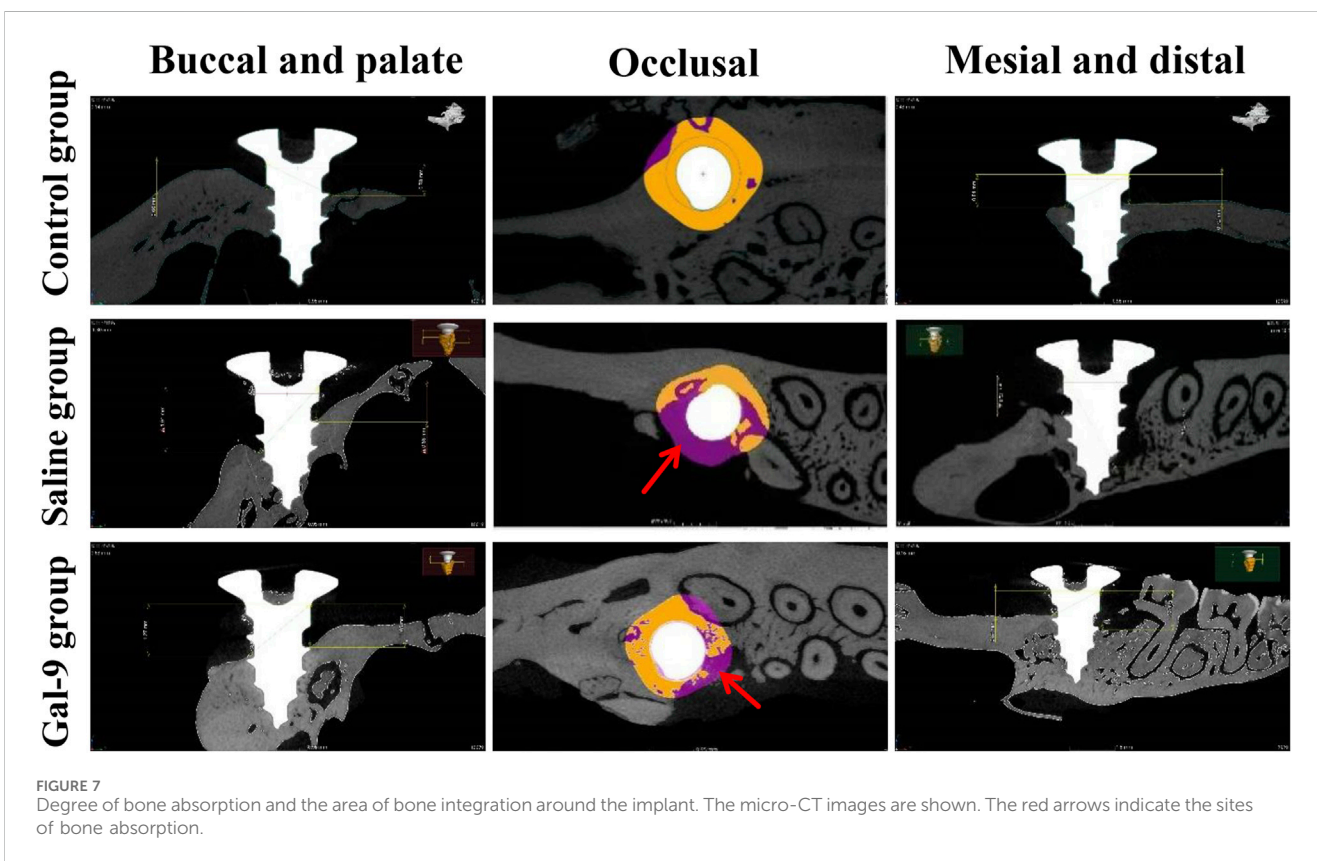 Buccal and palate
Occlusal
Mesial and distal
Control group
Saline group
Gal-9 group
FIGURE 7
Degree of bone absorption and the area of bone integration around the implant. The micro-CT images are shown. The red arrows indicate the sites
of bone absorption.